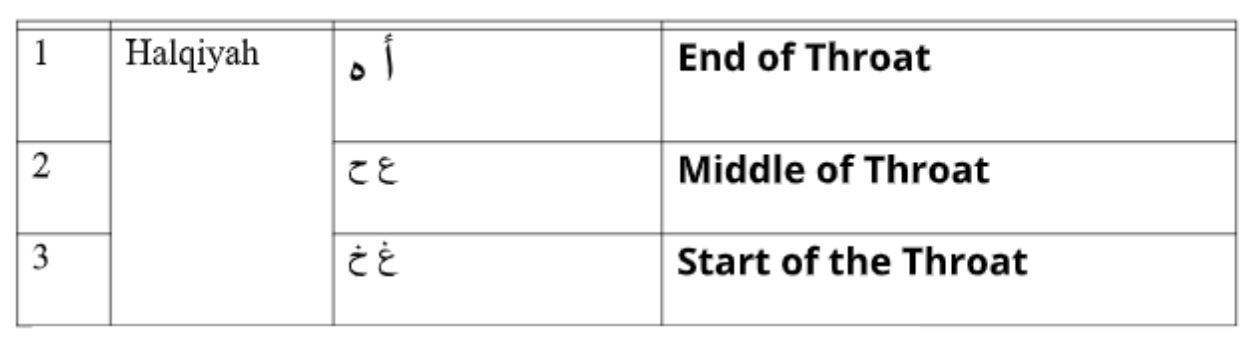 1 Halqiyah أ ه End of Throat
2 ع ح Middle of Throat
3 غ خ Start of the Throat